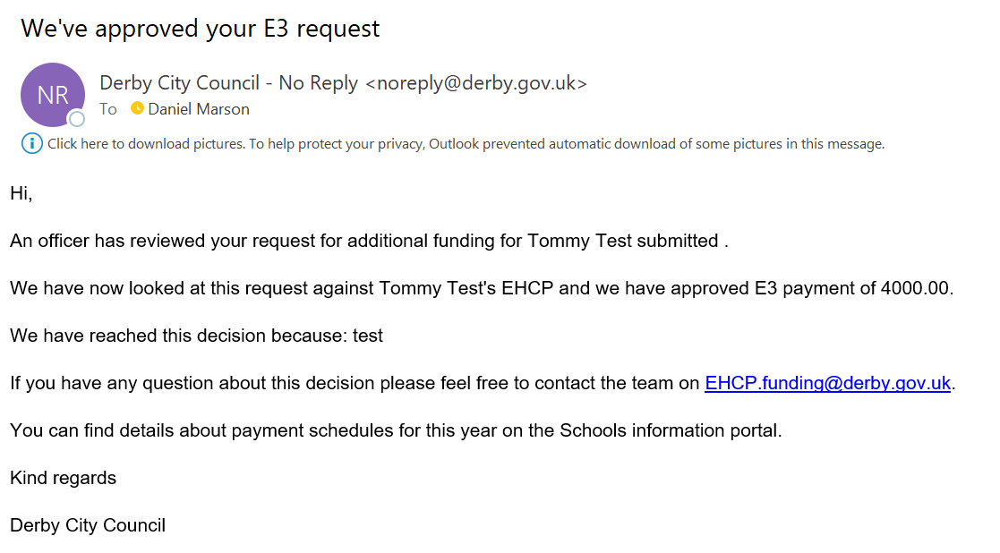 We've approved your E3 request
NR
Derby City Council - No Reply <noreply@derby.gov.uk>
To Daniel Marson
Click here to download pictures. To help protect your privacy, Outlook prevented automatic download of some pictures in this message.
Hi,
An officer has reviewed your request for additional funding for Tommy Test submitted .
We have now looked at this request against Tommy Test's EHCP and we have approved E3 payment of 4000.00.
We have reached this decision because: test
If you have any question about this decision please feel free to contact the team on EHCP.funding@derby.gov.uk.
You can find details about payment schedules for this year on the Schools information portal.
Kind regards
Derby City Council